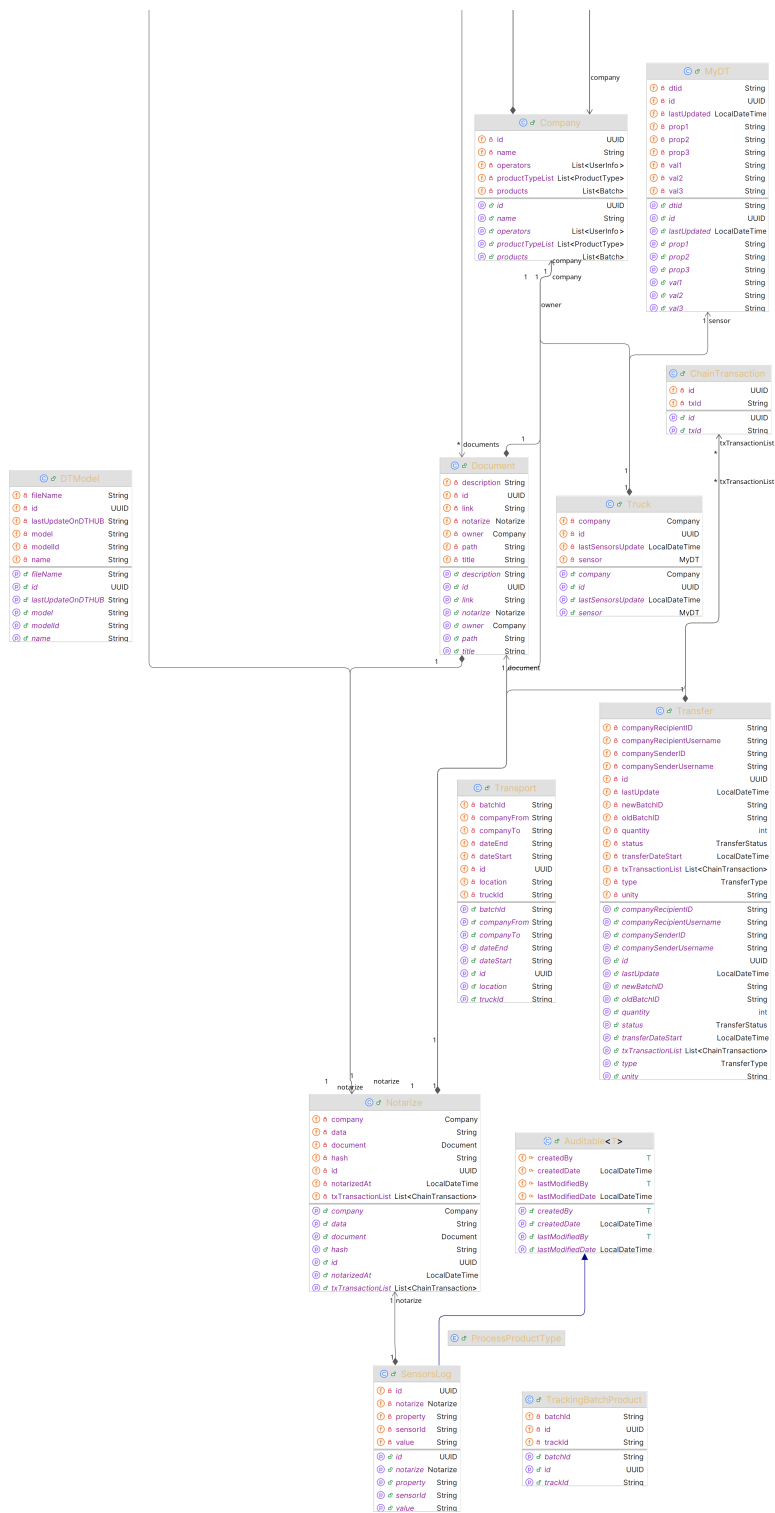 company
Company
id UUID
name String
operators List<UserInfo>
productTypeList List<ProductType>
products List<Batch>
id UUID
name String
operators List<UserInfo>
productTypeList List<ProductType>
products List<Batch>
MyDT
dtid String
id UUID
lastUpdated LocalDateTime
prop1 String
prop2 String
prop3 String
val1 String
val2 String
val3 String
dtid String
id UUID
lastUpdated LocalDateTime
prop1 String
prop2 String
prop3 String
val1 String
val2 String
val3 String
company
1
1 1 company
owner
1 sensor
ChainTransaction
id UUID
txId String
id UUID
txId String
txTransactionList
*
* txTransactionList
1
* documents
1
1
DTModel
fileName String
id UUID
lastUpdateOnDTHUB String
model String
modelId String
name String
fileName String
id UUID
lastUpdateOnDTHUB String
model String
modelId String
name String
Document
description String
id UUID
link String
notarize Notarize
owner Company
path String
title String
description String
id UUID
link String
notarize Notarize
owner Company
path String
title String
Truck
company Company
id UUID
lastSensorsUpdate LocalDateTime
sensor MyDT
company Company
id UUID
lastSensorsUpdate LocalDateTime
sensor MyDT
1
1 document
1
Transfer
companyRecipientID String
companyRecipientUsername String
companySenderID String
companySenderUsername String
id UUID
lastUpdate LocalDateTime
newBatchID String
oldBatchID String
quantity int
status TransferStatus
transferDateStart LocalDateTime
txTransactionList List<ChainTransaction>
type TransferType
unity String
companyRecipientID String
companyRecipientUsername String
companySenderID String
companySenderUsername String
id UUID
lastUpdate LocalDateTime
newBatchID String
oldBatchID String
quantity int
status TransferStatus
transferDateStart LocalDateTime
txTransactionList List<ChainTransaction>
type TransferType
unity String
Transport
batchId String
companyFrom String
companyTo String
dateEnd String
dateStart String
id UUID
location String
truckId String
batchId String
companyFrom String
companyTo String
dateEnd String
dateStart String
id UUID
location String
truckId String
1
1
1 notarize
notarize 1 1
Notarize
company Company
data String
document Document
hash String
id UUID
notarizedAt LocalDateTime
txTransactionList List<ChainTransaction>
company Company
data String
document Document
hash String
id UUID
notarizedAt LocalDateTime
txTransactionList List<ChainTransaction>
Auditable<T>
createdBy T
createdDate LocalDateTime
lastModifiedBy T
lastModifiedDate LocalDateTime
createdBy T
createdDate LocalDateTime
lastModifiedBy T
lastModifiedDate LocalDateTime
1 notarize
1
ProcessProductType
SensorsLog
id UUID
notarize Notarize
property String
sensorId String
value String
id UUID
notarize Notarize
property String
sensorId String
value String
TrackingBatchProduct
batchId String
id UUID
trackId String
batchId String
id UUID
trackId String